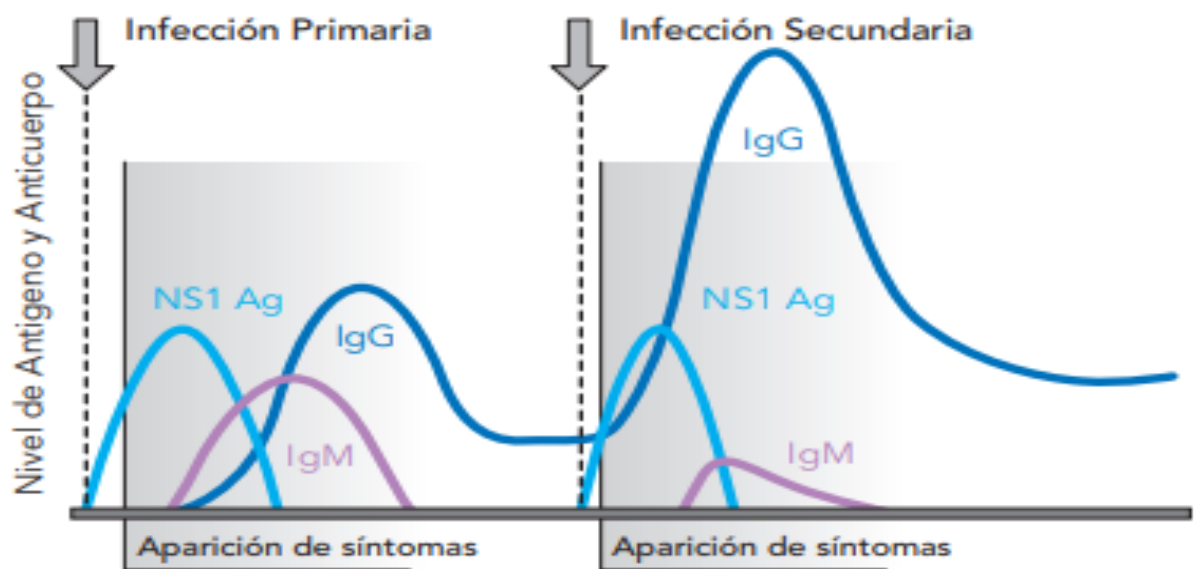 Infección Primaria
Infección Secundaria
Nivel de Antígeno y Anticuerpo
NS1 Ag
IgG
IgM
IgG
NS1 Ag
IgM
Aparición de síntomas
Aparición de síntomas